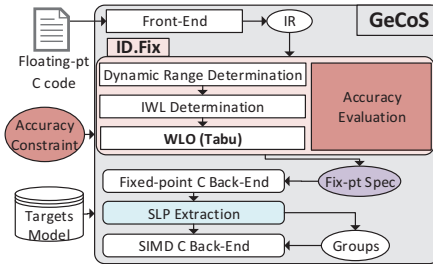 GeCoS
Front-End
IR
Floating-pt
C code
ID.Fix
Dynamic Range Determination
IWL Determination
WLO (Tabu)
Accuracy
Evaluation
Accuracy
Constraint
Fixed-point C Back-End
Fix-pt Spec
Targets
Model
SLP Extraction
SIMD C Back-End
Groups